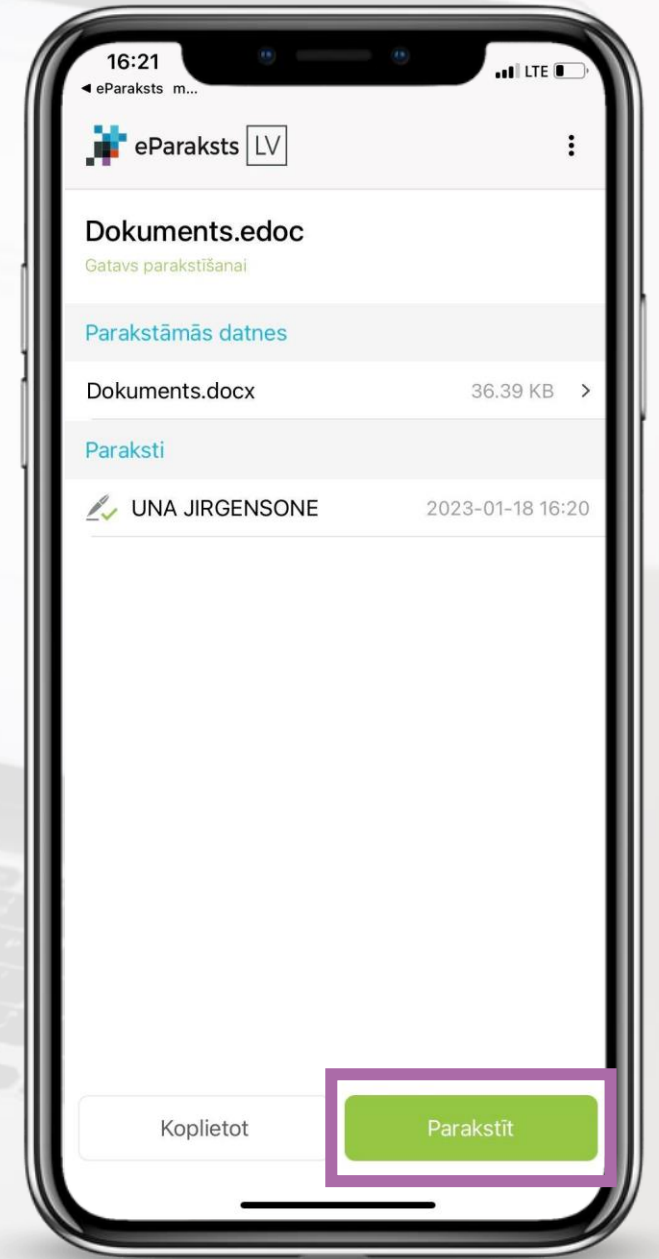 16:21
LTE
◄ eParaksts m...
eParaksts LV
Dokuments.edoc
Gatavs parakstīšanai
Parakstāmās datnes
Dokuments.docx 36.39 KB >
Paraksti
UNA JIRGENSONE 2023-01-18 16:20
Koplietot Parakstīt